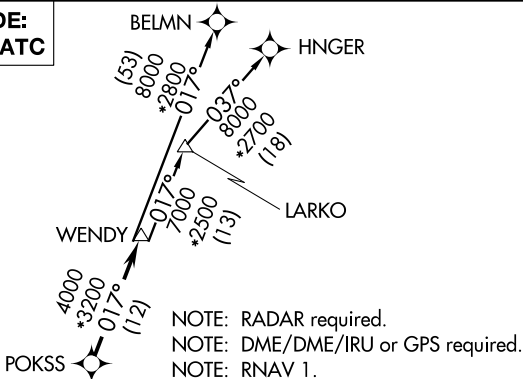 DE:
ATC
BELMN
HNGER
(53)
8000
*2800
017°
037°
8000
*2700
(18)
017°
7000
*2500
(13)
LARKO
WENDY
4000
*3200
017°
(12)
POKSS
NOTE: RADAR required.
NOTE: DME/DME/IRU or GPS required.
NOTE: RNAV 1.